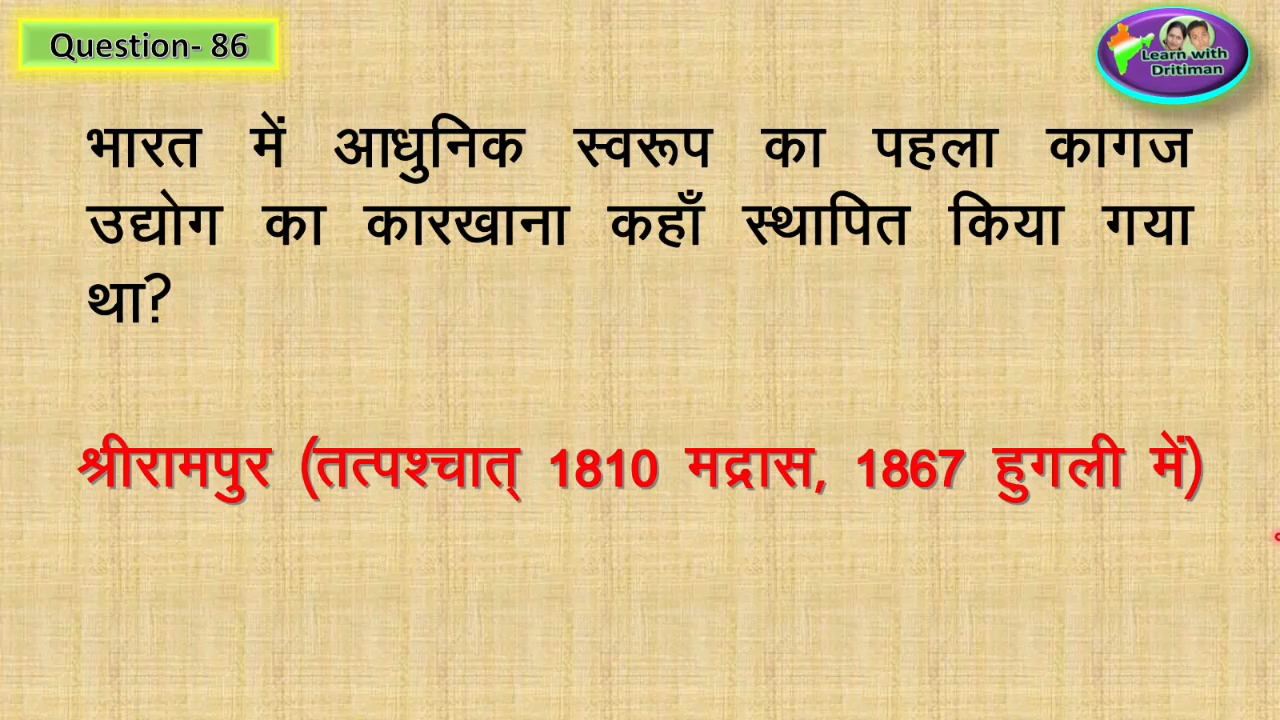 Question- 86
Learn with
Dritiman
भारत में आधुनिक स्वरूप का पहला कागज
उद्योग का कारखाना कहाँ स्थापित किया गया
था?
श्रीरामपुर (तत्पश्चात् 1810 मद्रास, 1867 हुगली में)